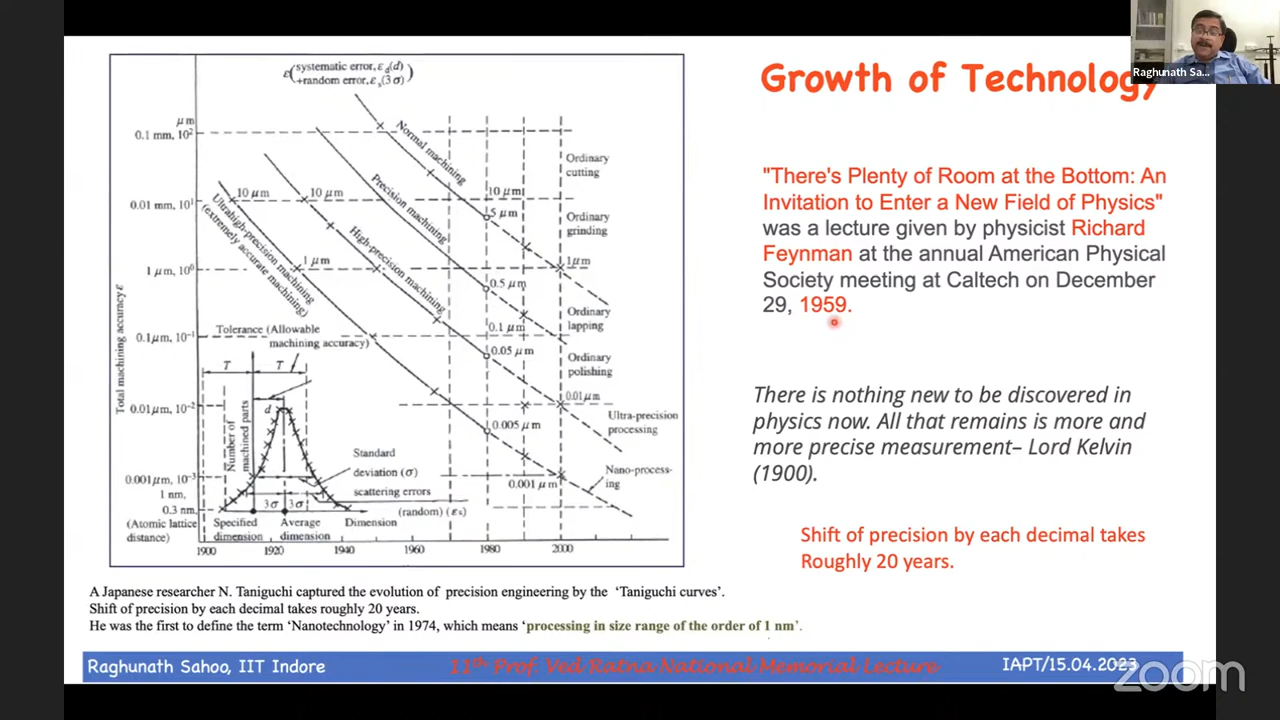 Growth of Technology
Raghunath Sa...
ε(systematic error, ε_d(d)
+random error, ε_s(3σ))
μm
0.1 mm, 10²
0.01 mm, 10¹
1 μm, 10⁰
0.1 μm, 10⁻¹
0.01 μm, 10⁻²
0.001 μm, 10⁻³
1 nm,
0.3 nm
(Atomic lattice
distance)
Total machining accuracy ε
Normal machining
Precision machining
High-precision machining
Ultrahigh-precision machining
(extremely accurate machining)
10 μm
10 μm
10 μm
5 μm
1 μm
1 μm
0.5 μm
0.1 μm
0.05 μm
0.01 μm
0.005 μm
0.001 μm
Ordinary
cutting
Ordinary
grinding
Ordinary
lapping
Ordinary
polishing
Ultra-precision
processing
Nano-process-
ing
Tolerance (Allowable
machining accuracy)
T
T
d
Number of
machined parts
Standard
deviation (σ)
scattering errors
(random) (εs)
3σ
3σ
Specified
dimension
Average
dimension
Dimension
1900
1920
1940
1960
1980
2000
"There's Plenty of Room at the Bottom: An
Invitation to Enter a New Field of Physics"
was a lecture given by physicist Richard
Feynman at the annual American Physical
Society meeting at Caltech on December
29, 1959.
There is nothing new to be discovered in
physics now. All that remains is more and
more precise measurement– Lord Kelvin
(1900).
Shift of precision by each decimal takes
Roughly 20 years.
A Japanese researcher N. Taniguchi captured the evolution of precision engineering by the ‘Taniguchi curves’.
Shift of precision by each decimal takes roughly 20 years.
He was the first to define the term ‘Nanotechnology’ in 1974, which means ‘processing in size range of the order of 1 nm’.
Raghunath Sahoo, IIT Indore
11th Prof. Ved Ratna National Memorial Lecture
IAPT/15.04.2023
zoom